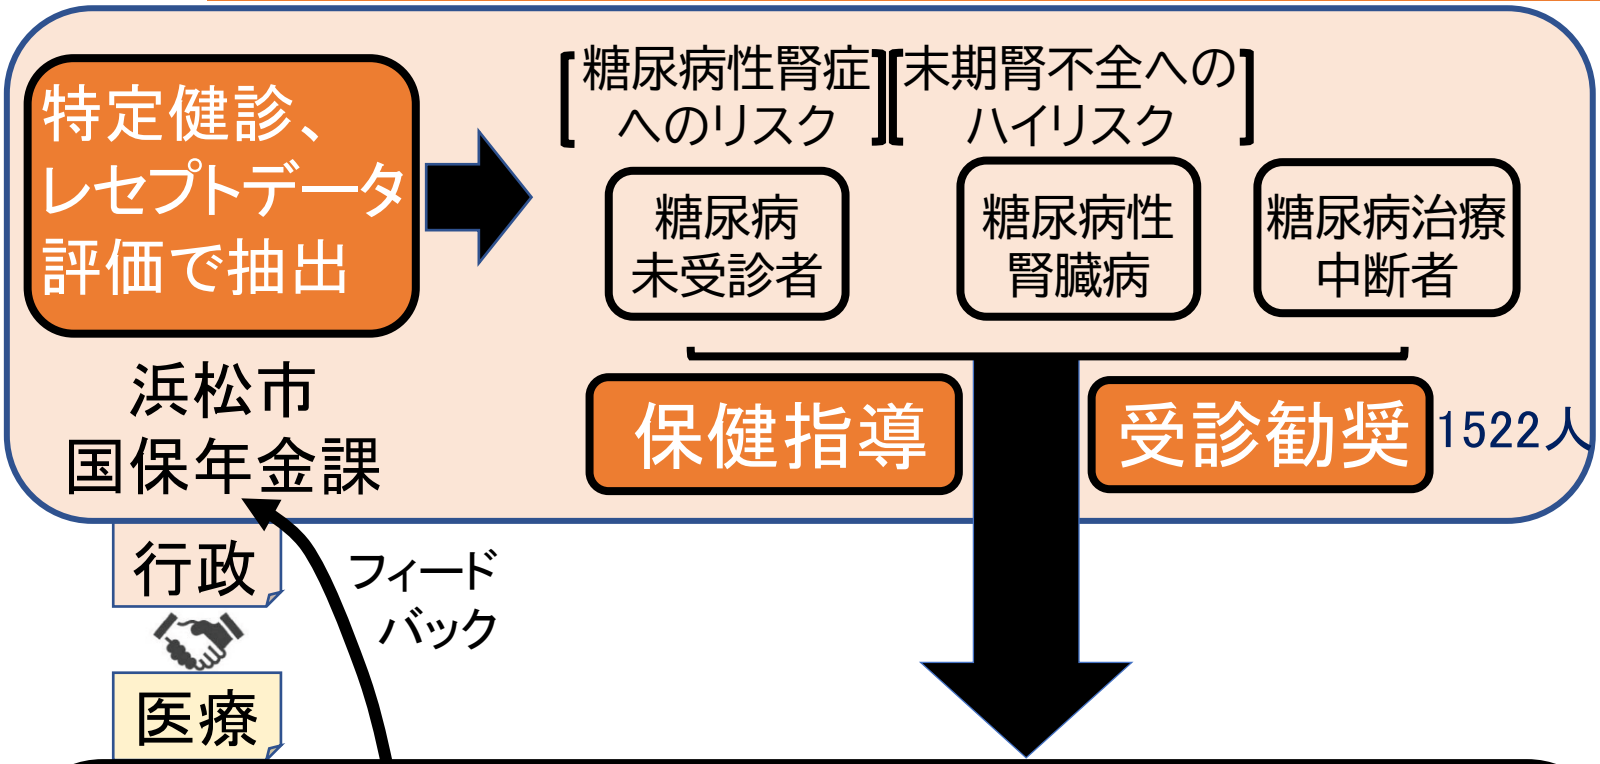 特定健診、
レセプトデータ
評価で抽出
[糖尿病性腎症
へのリスク]
[末期腎不全への
ハイリスク]
糖尿病
未受診者
糖尿病性
腎臓病
糖尿病治療
中断者
浜松市
国保年金課
保健指導
受診勧奨
1522人
行政
フィード
バック
医療